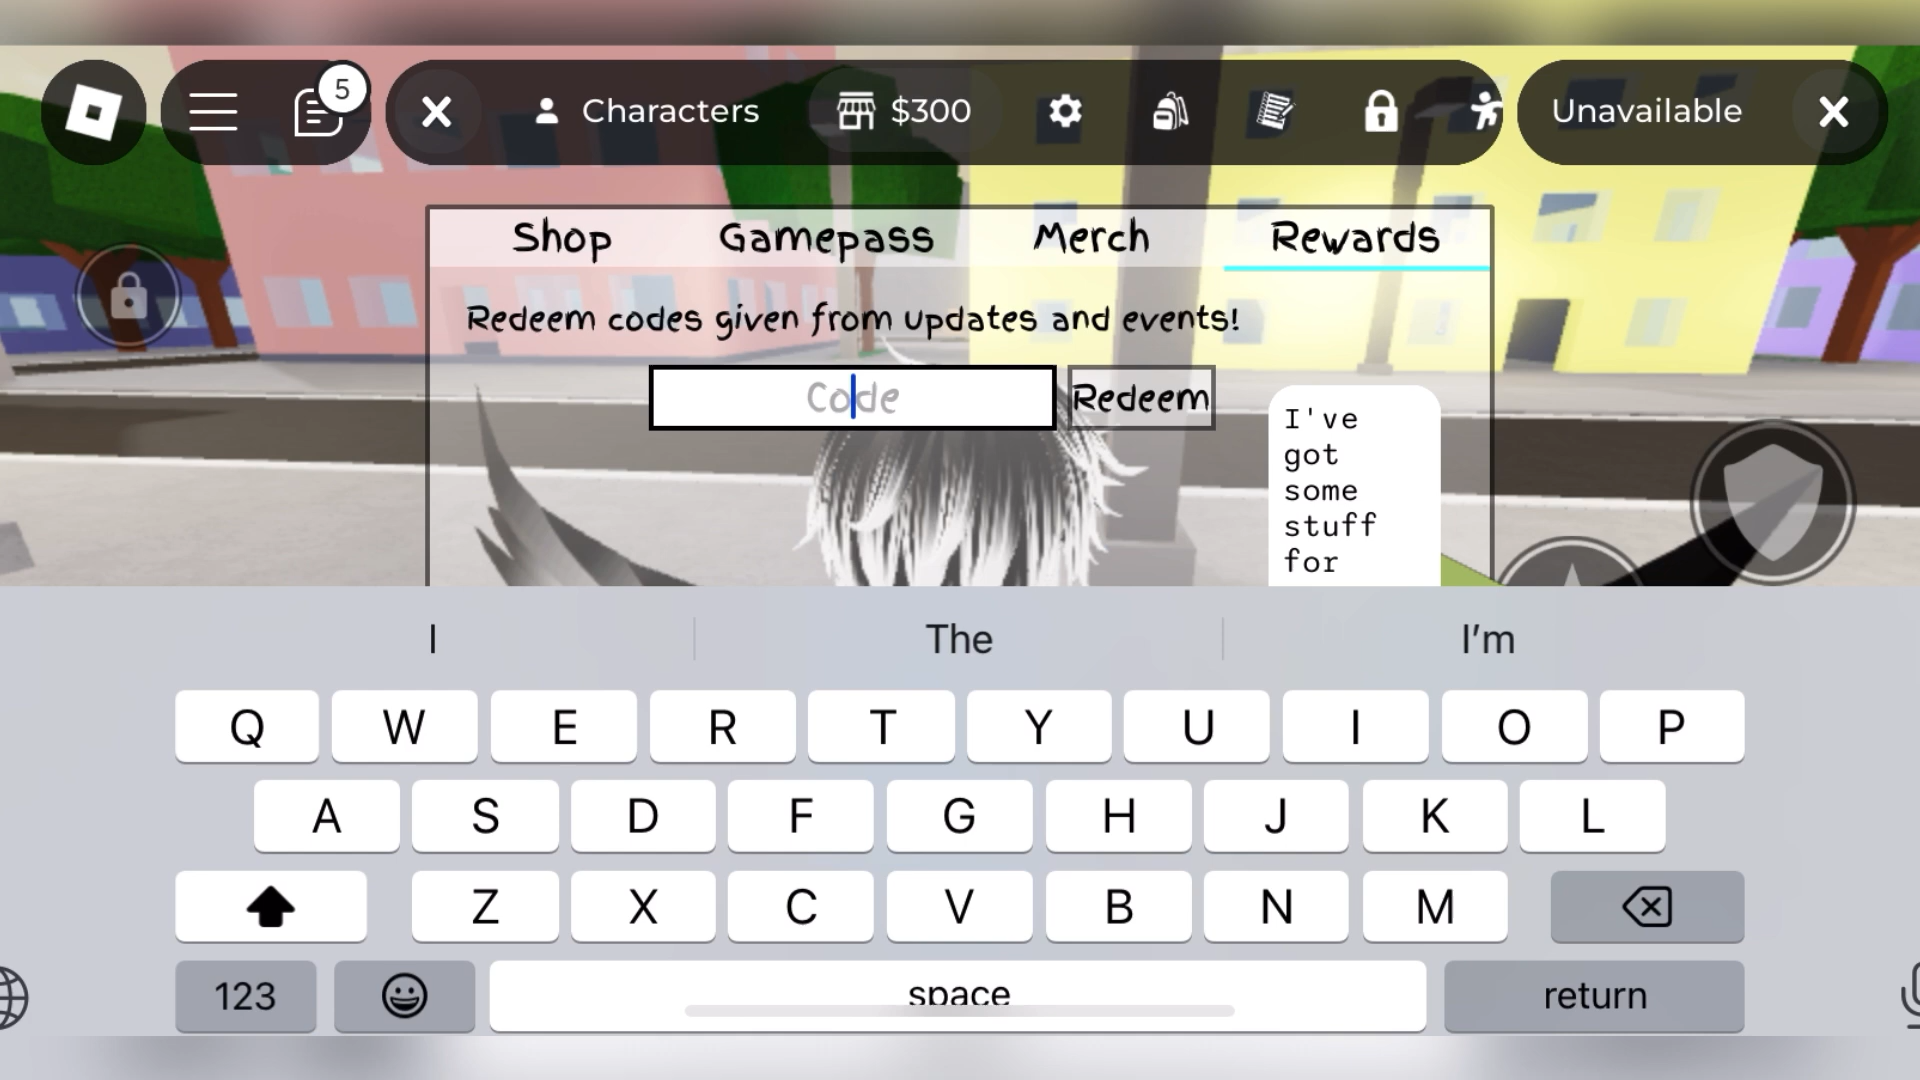 5
Characters
$300
Unavailable
Shop
Gamepass
Merch
Rewards
Redeem codes given from updates and events!
Code
Redeem
I've
got
some
stuff
for
I
The
I'm
Q W E R T Y U I O P
A S D F G H J K L
Z X C V B N M
123
space
return